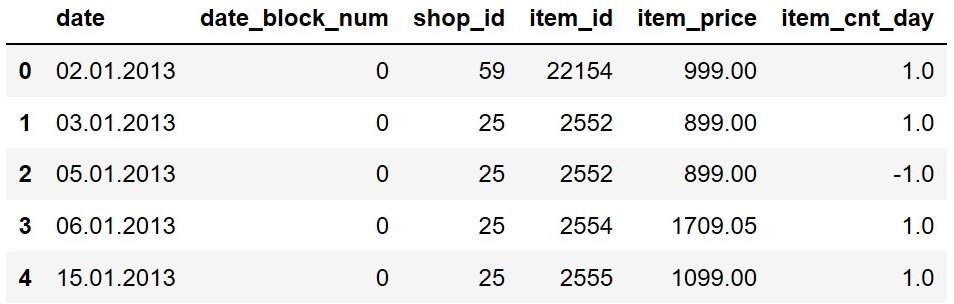 date date_block_num shop_id item_id item_price item_cnt_day
0 02.01.2013 0 59 22154 999.00 1.0
1 03.01.2013 0 25 2552 899.00 1.0
2 05.01.2013 0 25 2552 899.00 -1.0
3 06.01.2013 0 25 2554 1709.05 1.0
4 15.01.2013 0 25 2555 1099.00 1.0